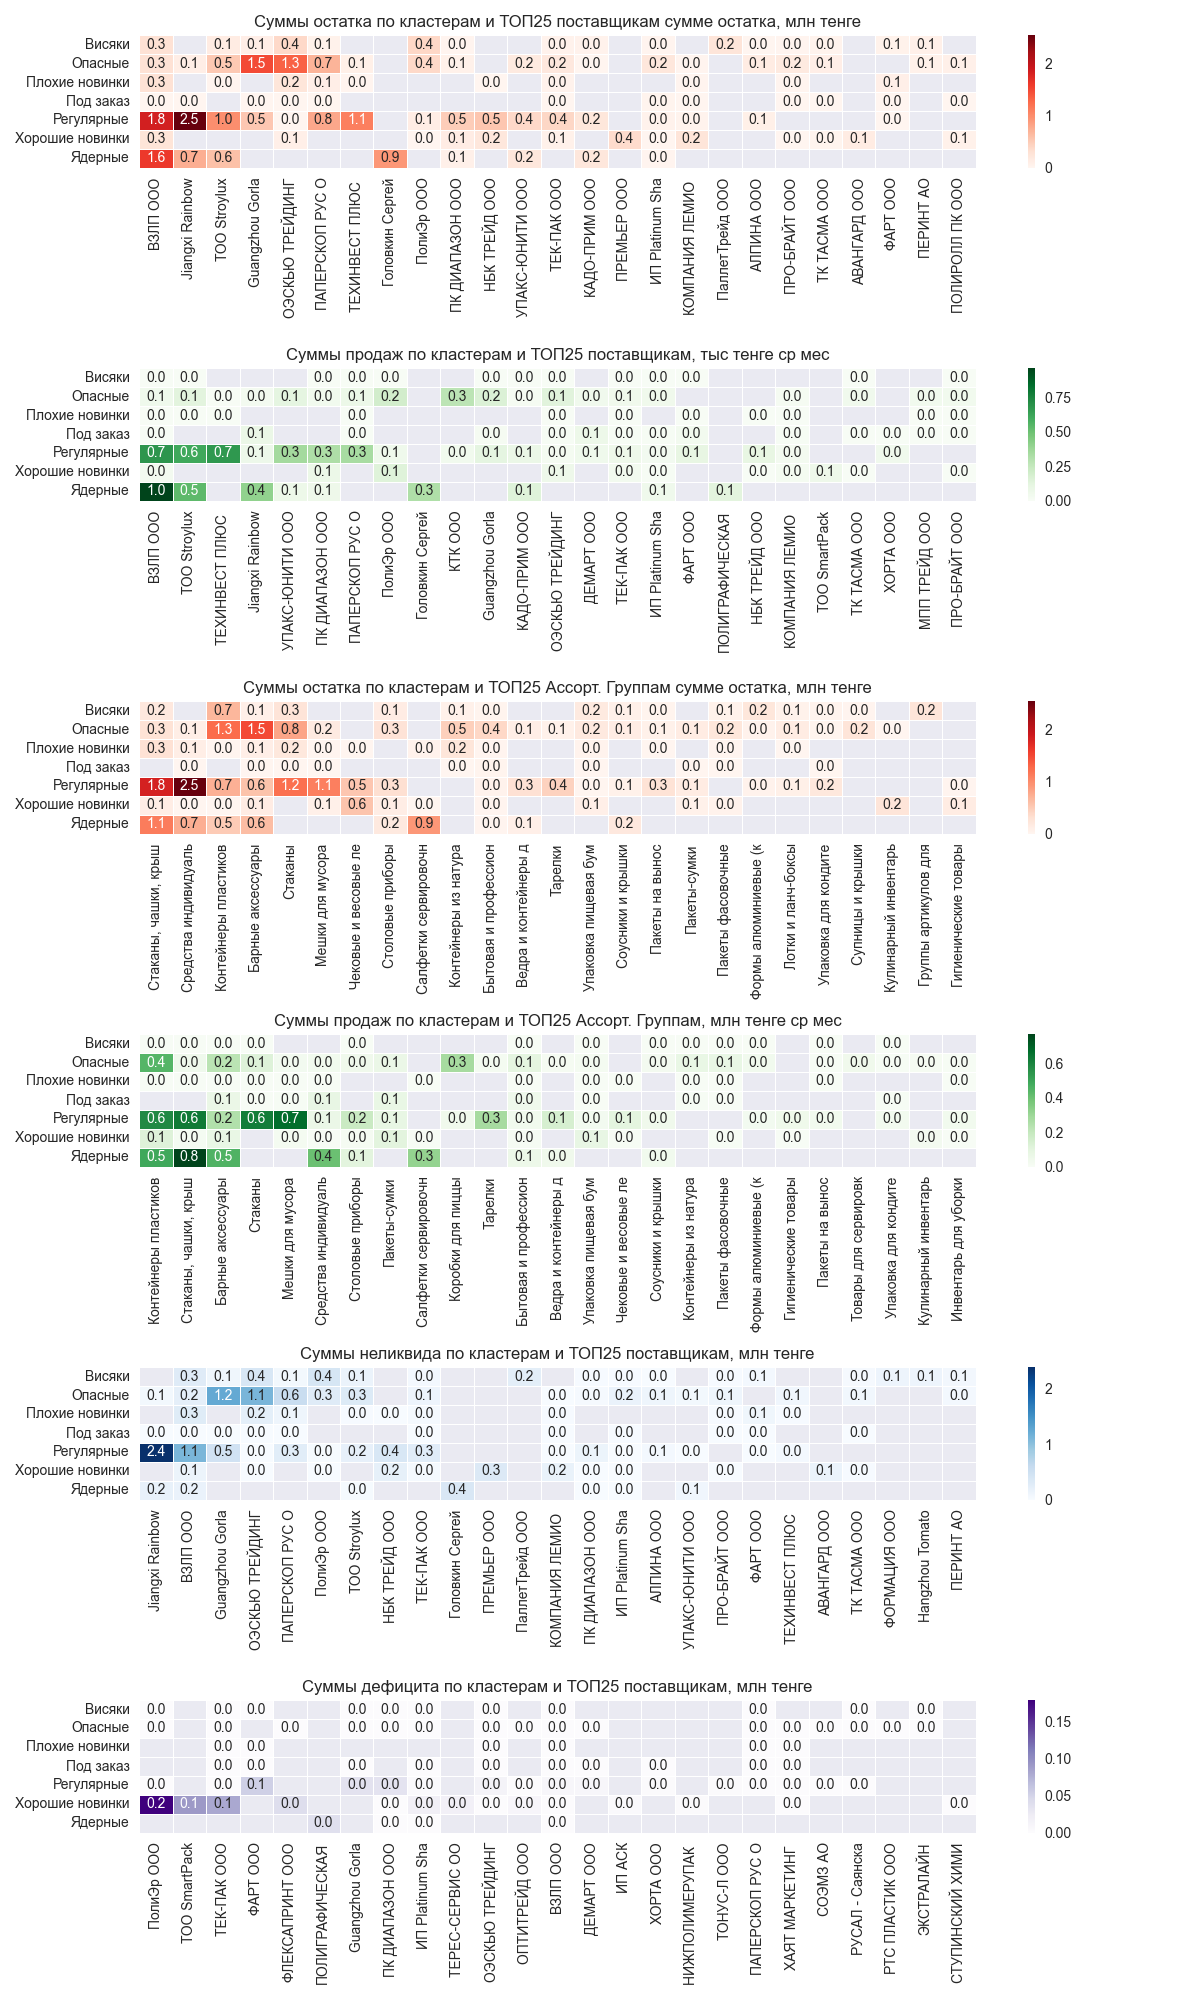 Суммы остатка по кластерам и ТОП25 поставщикам сумме остатка, млн тенге
Висяки 0.3 0.1 0.1 0.4 0.1 0.4 0.0 0.0 0.0 0.0 0.2 0.0 0.0 0.0 0.1 0.1
Опасные 0.3 0.1 0.5 1.5 1.3 0.7 0.1 0.4 0.1 0.2 0.2 0.0 0.2 0.0 0.1 0.2 0.1 0.1 0.1
Плохие новинки 0.3 0.0 0.2 0.1 0.0 0.0 0.0 0.0 0.0 0.1
Под заказ 0.0 0.0 0.0 0.0 0.0 0.0 0.0 0.0 0.0 0.0 0.0 0.0
Регулярные 1.8 2.5 1.0 0.5 0.0 0.8 1.1 0.1 0.5 0.5 0.4 0.4 0.2 0.0 0.0 0.1 0.0
Хорошие новинки 0.3 0.1 0.0 0.1 0.2 0.1 0.4 0.2 0.0 0.0 0.1 0.1
Ядерные 1.6 0.7 0.6 0.9 0.1 0.2 0.2 0.0
2
1
0
ВЗЛП ООО
Jiangxi Rainbow
ТОО Stroylux
Guangzhou Gorla
ОЭСКЬЮ ТРЕЙДИНГ
ПАПЕРСКОП РУС О
ТЕХИНВЕСТ ПЛЮС
Головкин Сергей
ПолиЭр ООО
ПК ДИАПАЗОН ООО
НБК ТРЕЙД ООО
УПАКС-ЮНИТИ ООО
ТЕК-ПАК ООО
КАДО-ПРИМ ООО
ПРЕМЬЕР ООО
ИП Platinum Sha
КОМПАНИЯ ЛЕМИО
ПаллетТрейд ООО
АЛПИНА ООО
ПРО-БРАЙТ ООО
ТК ТАСМА ООО
АВАНГАРД ООО
ФАРТ ООО
ПЕРИНТ АО
ПОЛИРОЛЛ ПК ООО
Суммы продаж по кластерам и ТОП25 поставщикам, тыс тенге ср мес
Висяки 0.0 0.0 0.0 0.0 0.0 0.0 0.0 0.0 0.0 0.0 0.0 0.0 0.0
Опасные 0.1 0.1 0.0 0.0 0.1 0.0 0.1 0.2 0.3 0.2 0.0 0.1 0.0 0.1 0.0 0.0 0.0 0.0 0.0
Плохие новинки 0.0 0.0 0.0 0.0 0.0 0.0 0.0 0.0 0.0 0.0 0.0
Под заказ 0.0 0.1 0.0 0.0 0.0 0.1 0.0 0.0 0.0 0.0 0.0 0.0 0.0 0.0
Регулярные 0.7 0.6 0.7 0.1 0.3 0.3 0.3 0.1 0.0 0.1 0.1 0.0 0.1 0.1 0.0 0.1 0.1 0.0 0.0
Хорошие новинки 0.0 0.1 0.1 0.1 0.0 0.0 0.0 0.0 0.1 0.0 0.0
Ядерные 1.0 0.5 0.4 0.1 0.1 0.3 0.1 0.1 0.1
0.75
0.50
0.25
0.00
ВЗЛП ООО
ТОО Stroylux
ТЕХИНВЕСТ ПЛЮС
Jiangxi Rainbow
УПАКС-ЮНИТИ ООО
ПК ДИАПАЗОН ООО
ПАПЕРСКОП РУС О
ПолиЭр ООО
Головкин Сергей
КТК ООО
Guangzhou Gorla
КАДО-ПРИМ ООО
ОЭСКЬЮ ТРЕЙДИНГ
ДЕМАРТ ООО
ТЕК-ПАК ООО
ИП Platinum Sha
ФАРТ ООО
ПОЛИГРАФИЧЕСКАЯ
НБК ТРЕЙД ООО
КОМПАНИЯ ЛЕМИО
ТОО SmartPack
ТК ТАСМА ООО
ХОРТА ООО
МПП ТРЕЙД ООО
ПРО-БРАЙТ ООО
Суммы остатка по кластерам и ТОП25 Ассорт. Группам сумме остатка, млн тенге
Висяки 0.2 0.7 0.1 0.3 0.1 0.1 0.0 0.2 0.1 0.0 0.1 0.2 0.1 0.0 0.0 0.2
Опасные 0.3 0.1 1.3 1.5 0.8 0.2 0.3 0.5 0.4 0.1 0.1 0.2 0.1 0.1 0.1 0.2 0.0 0.1 0.0 0.2 0.0
Плохие новинки 0.3 0.1 0.0 0.1 0.2 0.0 0.0 0.0 0.2 0.0 0.0 0.0 0.0 0.0
Под заказ 0.0 0.0 0.0 0.0 0.0 0.0 0.0 0.0 0.0 0.0
Регулярные 1.8 2.5 0.7 0.6 1.2 1.1 0.5 0.3 0.0 0.3 0.4 0.0 0.1 0.3 0.1 0.0 0.1 0.2 0.0
Хорошие новинки 0.1 0.0 0.0 0.1 0.1 0.6 0.1 0.0 0.0 0.1 0.1 0.0 0.2 0.1
Ядерные 1.1 0.7 0.5 0.6 0.2 0.9 0.0 0.1 0.2
2
1
0
Стаканы, чашки, крыш
Средства индивидуаль
Контейнеры пластиков
Барные аксессуары
Стаканы
Мешки для мусора
Чековые и весовые ле
Столовые приборы
Салфетки сервировочн
Контейнеры из натура
Бытовая и профессион
Ведра и контейнеры д
Тарелки
Упаковка пищевая бум
Соусники и крышки
Пакеты на вынос
Пакеты-сумки
Пакеты фасовочные
Формы алюминиевые (к
Лотки и ланч-боксы
Упаковка для кондите
Супницы и крышки
Кулинарный инвентарь
Группы артикулов для
Гигиенические товары
Суммы продаж по кластерам и ТОП25 Ассорт. Группам, млн тенге ср мес
Висяки 0.0 0.0 0.0 0.0 0.0 0.0 0.0 0.0 0.0 0.0 0.0 0.0 0.0
Опасные 0.4 0.0 0.2 0.1 0.0 0.0 0.0 0.1 0.3 0.0 0.1 0.0 0.0 0.0 0.1 0.1 0.0 0.0 0.0 0.0 0.0 0.0
Плохие новинки 0.0 0.0 0.0 0.0 0.0 0.0 0.0 0.0 0.0 0.0 0.0 0.0 0.0 0.0
Под заказ 0.1 0.0 0.0 0.1 0.1 0.0 0.0 0.0 0.0 0.0
Регулярные 0.6 0.6 0.2 0.6 0.7 0.1 0.2 0.1 0.0 0.3 0.0 0.1 0.0 0.1 0.0 0.0 0.0 0.0 0.0 0.0
Хорошие новинки 0.1 0.0 0.1 0.0 0.0 0.0 0.1 0.0 0.0 0.1 0.0 0.0 0.0 0.0 0.0
Ядерные 0.5 0.8 0.5 0.4 0.1 0.3 0.1 0.0 0.0
0.6
0.4
0.2
0.0
Контейнеры пластиков
Стаканы, чашки, крыш
Барные аксессуары
Стаканы
Мешки для мусора
Средства индивидуаль
Столовые приборы
Пакеты-сумки
Салфетки сервировочн
Коробки для пиццы
Тарелки
Бытовая и профессион
Ведра и контейнеры д
Упаковка пищевая бум
Чековые и весовые ле
Соусники и крышки
Контейнеры из натура
Пакеты фасовочные
Формы алюминиевые (к
Гигиенические товары
Пакеты на вынос
Товары для сервировк
Упаковка для кондите
Кулинарный инвентарь
Инвентарь для уборки
Суммы неликвида по кластерам и ТОП25 поставщикам, млн тенге
Висяки 0.3 0.1 0.4 0.1 0.4 0.1 0.0 0.2 0.0 0.0 0.0 0.0 0.1 0.0 0.1 0.1 0.1
Опасные 0.1 0.2 1.2 1.1 0.6 0.3 0.3 0.1 0.0 0.0 0.2 0.1 0.1 0.1 0.1 0.1 0.0
Плохие новинки 0.3 0.2 0.1 0.0 0.0 0.0 0.0 0.0 0.1 0.0
Под заказ 0.0 0.0 0.0 0.0 0.0 0.0 0.0 0.0 0.0 0.0 0.0
Регулярные 2.4 1.1 0.5 0.0 0.3 0.0 0.2 0.4 0.3 0.0 0.1 0.0 0.1 0.0 0.0 0.0
Хорошие новинки 0.1 0.0 0.0 0.2 0.0 0.3 0.2 0.0 0.0 0.0 0.1 0.0
Ядерные 0.2 0.2 0.0 0.4 0.0 0.0 0.1
2
1
0
Jiangxi Rainbow
ВЗЛП ООО
Guangzhou Gorla
ОЭСКЬЮ ТРЕЙДИНГ
ПАПЕРСКОП РУС О
ПолиЭр ООО
ТОО Stroylux
НБК ТРЕЙД ООО
ТЕК-ПАК ООО
Головкин Сергей
ПРЕМЬЕР ООО
ПаллетТрейд ООО
КОМПАНИЯ ЛЕМИО
ПК ДИАПАЗОН ООО
ИП Platinum Sha
АЛПИНА ООО
УПАКС-ЮНИТИ ООО
ПРО-БРАЙТ ООО
ФАРТ ООО
ТЕХИНВЕСТ ПЛЮС
АВАНГАРД ООО
ТК ТАСМА ООО
ФОРМАЦИЯ ООО
Hangzhou Tomato
ПЕРИНТ АО
Суммы дефицита по кластерам и ТОП25 поставщикам, млн тенге
Висяки 0.0 0.0 0.0 0.0 0.0 0.0 0.0 0.0 0.0 0.0 0.0
Опасные 0.0 0.0 0.0 0.0 0.0 0.0 0.0 0.0 0.0 0.0 0.0 0.0 0.0 0.0 0.0
Плохие новинки 0.0 0.0 0.0 0.0 0.0 0.0
Под заказ 0.0 0.0 0.0 0.0 0.0 0.0 0.0 0.0 0.0 0.0
Регулярные 0.0 0.0 0.1 0.0 0.0 0.0 0.0 0.0 0.0 0.0 0.0 0.0 0.0 0.0 0.0
Хорошие новинки 0.2 0.1 0.1 0.0 0.0 0.0 0.0 0.0 0.0 0.0 0.0 0.0 0.0 0.0
Ядерные 0.0 0.0 0.0 0.0
0.15
0.10
0.05
0.00
ПолиЭр ООО
ТОО SmartPack
ТЕК-ПАК ООО
ФАРТ ООО
ФЛЕКСАПРИНТ ООО
ПОЛИГРАФИЧЕСКАЯ
Guangzhou Gorla
ПК ДИАПАЗОН ООО
ИП Platinum Sha
ТЕРЕС-СЕРВИС ОО
ОЭСКЬЮ ТРЕЙДИНГ
ОПТИТРЕЙД ООО
ВЗЛП ООО
ДЕМАРТ ООО
ИП АСК
ХОРТА ООО
НИЖПОЛИМЕРУПАК
ТОНУС-Л ООО
ПАПЕРСКОП РУС О
ХАЯТ МАРКЕТИНГ
СОЭМЗ АО
РУСАЛ - Саянска
РТС ПЛАСТИК ООО
ЭКСТРАЛАЙН
СТУПИНСКИЙ ХИМИ